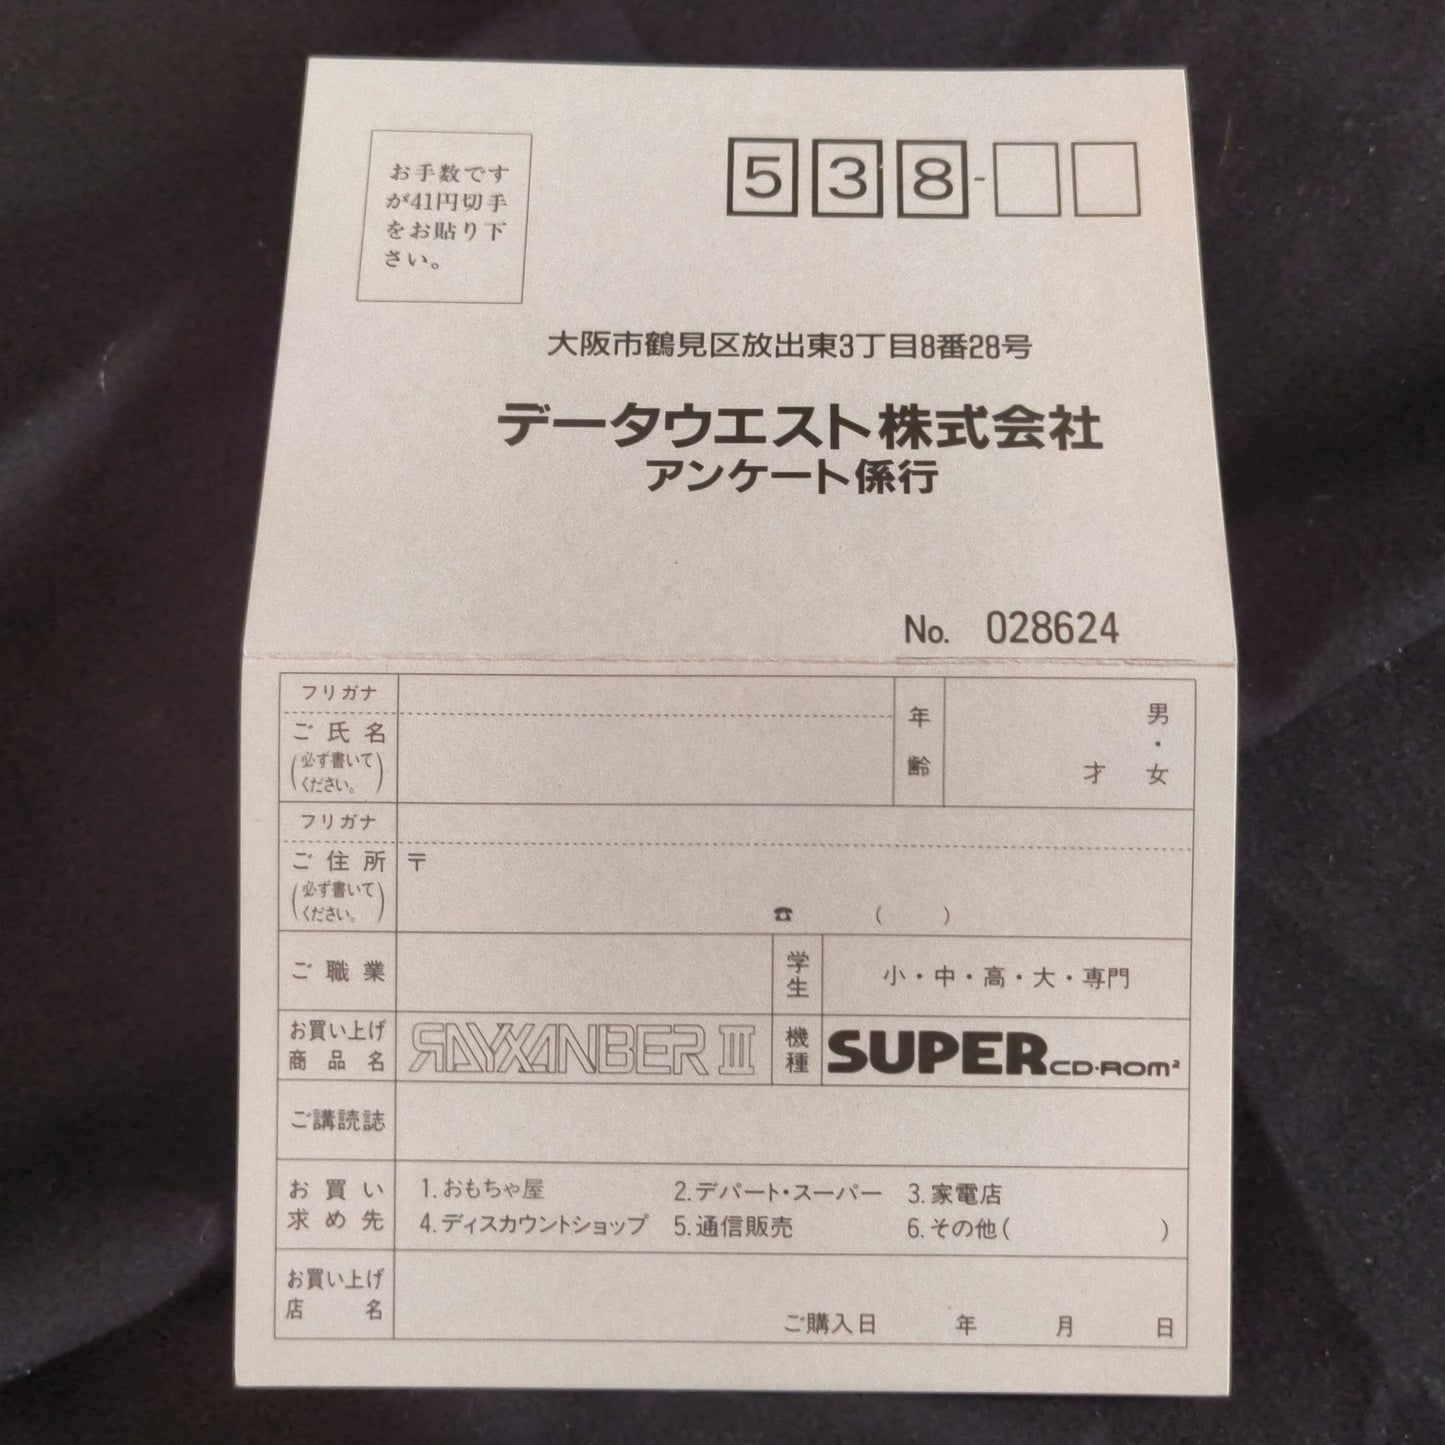 お手数です
が41円切手
をお貼り下
さい。
538-
大阪市鶴見区放出東3丁目8番28号
データウエスト株式会社
アンケート係行
No. 028624
フリガナ
ご氏名
(必ず書いて
ください。)
年
齢
才
男
・
女
フリガナ
ご住所
(必ず書いて
ください。)
〒
☎ ( )
ご職業
学
生
小・中・高・大・専門
お買い上げ
商品名
RAYXANBER III
機
種
SUPER CD-ROM²
ご講読誌
お買い
求め先
1.おもちゃ屋 2.デパート・スーパー 3.家電店
4.ディスカウントショップ 5.通信販売 6.その他( )
お買い上げ
店名
ご購入日 年 月 日